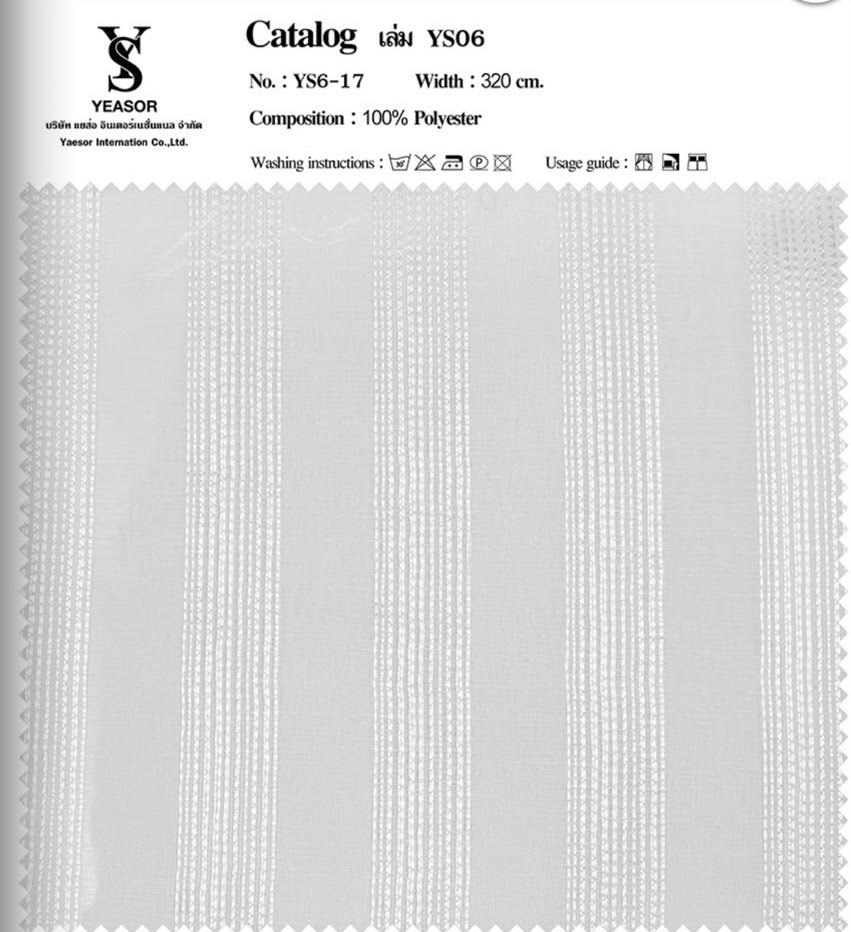 YS
YEASOR
บริษัท แยส่อ อินเตอร์เนชั่นแนล จำกัด
Yaesor Internation Co.,Ltd.
Catalog เล่ม YS06
No. : YS6-17 Width : 320 cm.
Composition : 100% Polyester
Washing instructions : 30° P Usage guide :